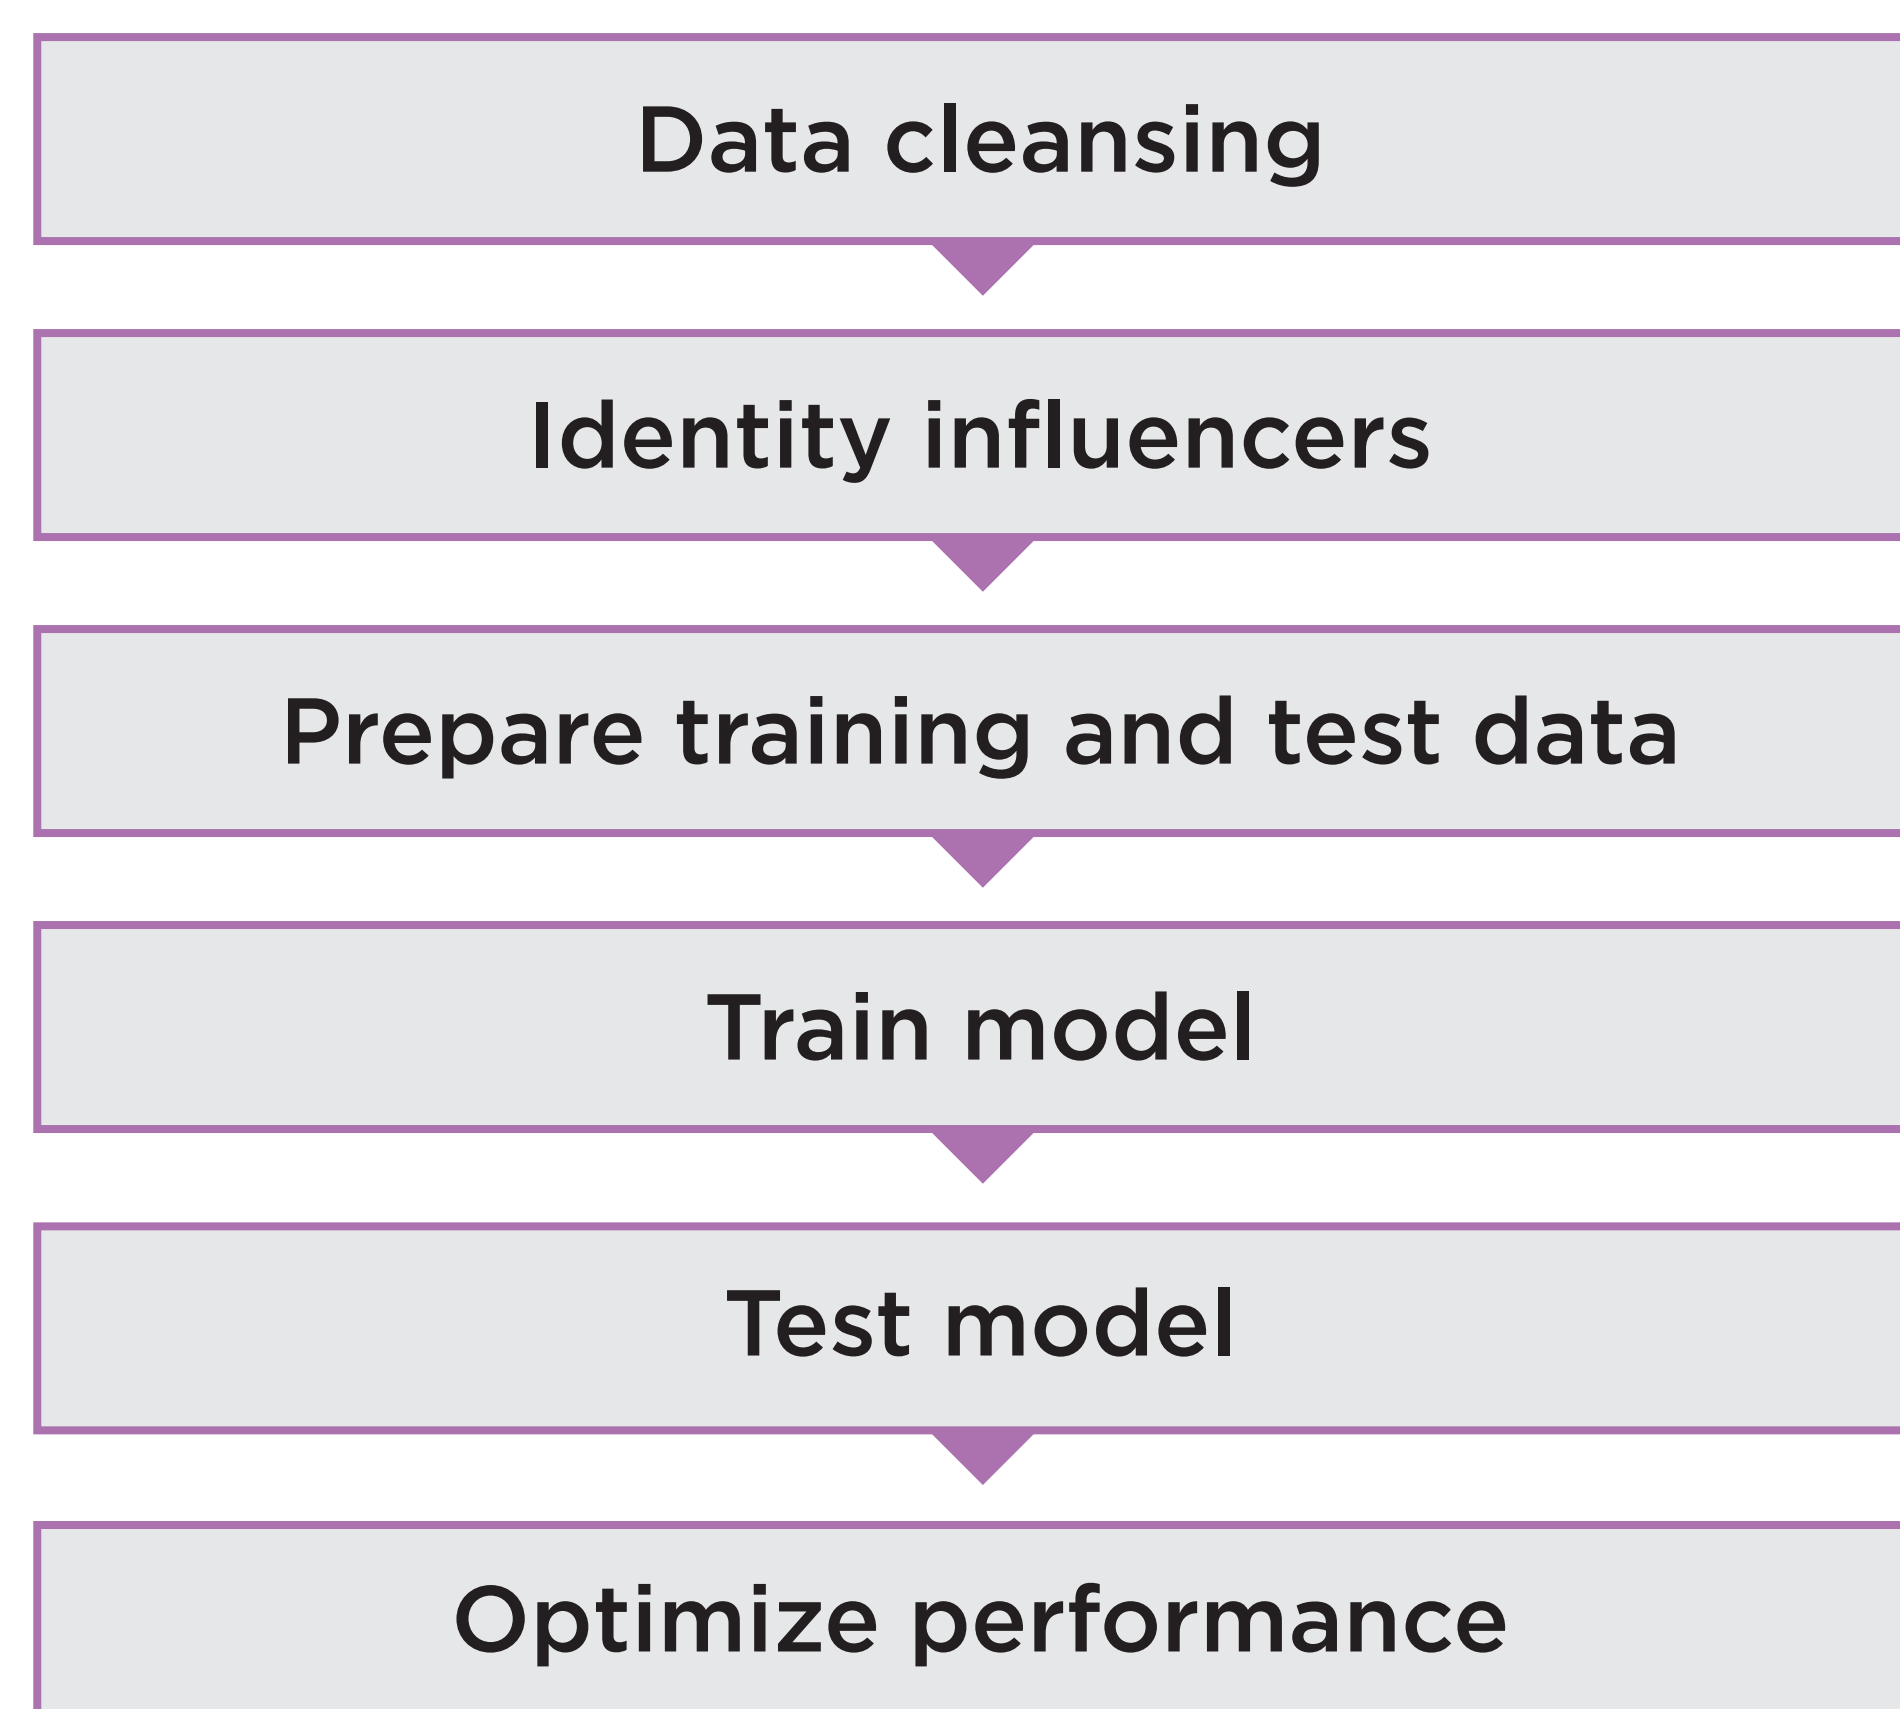 Data cleansing
Identity influencers
Prepare training and test data
Train model
Test model
Optimize performance